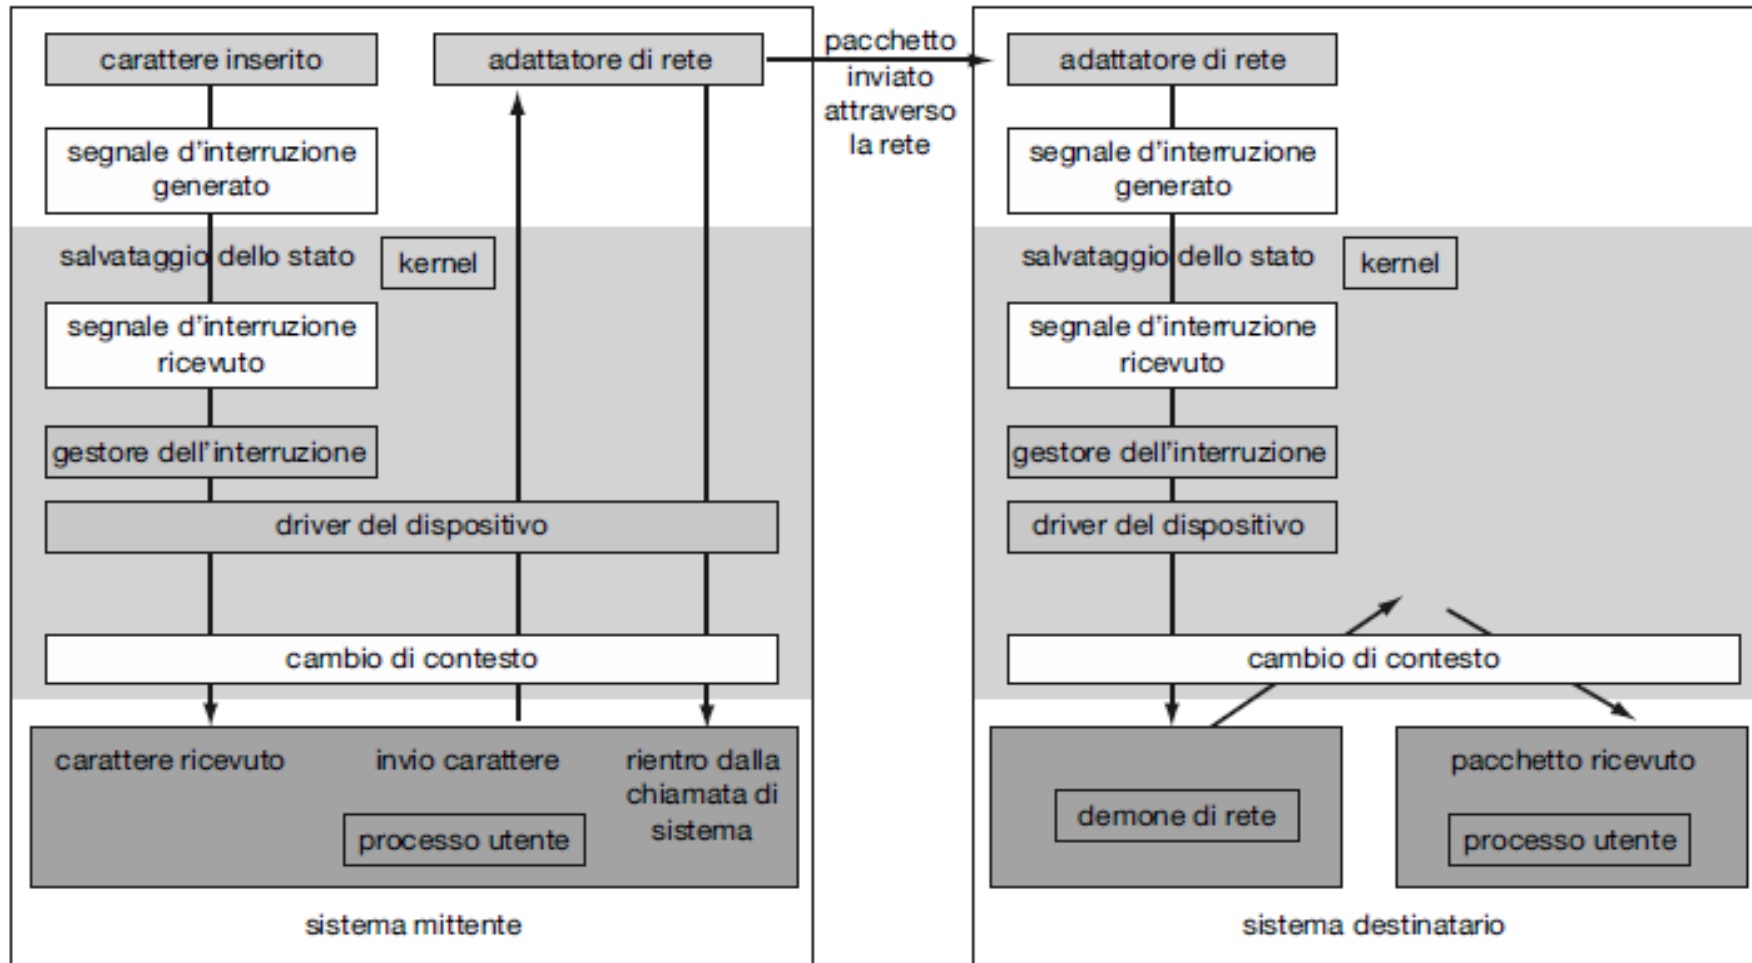 carattere inserito
adattatore di rete
segnale d'interruzione
generato
salvataggio dello stato
kernel
segnale d'interruzione
ricevuto
gestore dell'interruzione
driver del dispositivo
cambio di contesto
carattere ricevuto
invio carattere
rientro dalla
chiamata di
sistema
processo utente
sistema mittente
pacchetto
inviato
attraverso
la rete
adattatore di rete
segnale d'interruzione
generato
salvataggio dello stato
kernel
segnale d'interruzione
ricevuto
gestore dell'interruzione
driver del dispositivo
cambio di contesto
demone di rete
pacchetto ricevuto
processo utente
sistema destinatario